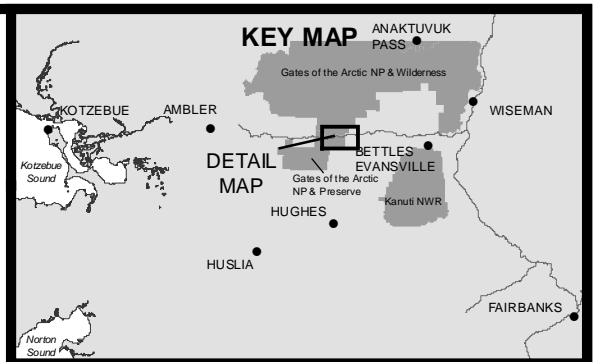 KEY MAP
ANAKTUVUK
PASS
Gates of the Arctic NP & Wilderness
KOTZEBUE
AMBLER
WISEMAN
Kotzebue
Sound
DETAIL
MAP
BETTLES
EVANSVILLE
Gates of the Arctic
NP & Preserve
Kanuti NWR
HUGHES
HUSLIA
FAIRBANKS
Norton
Sound